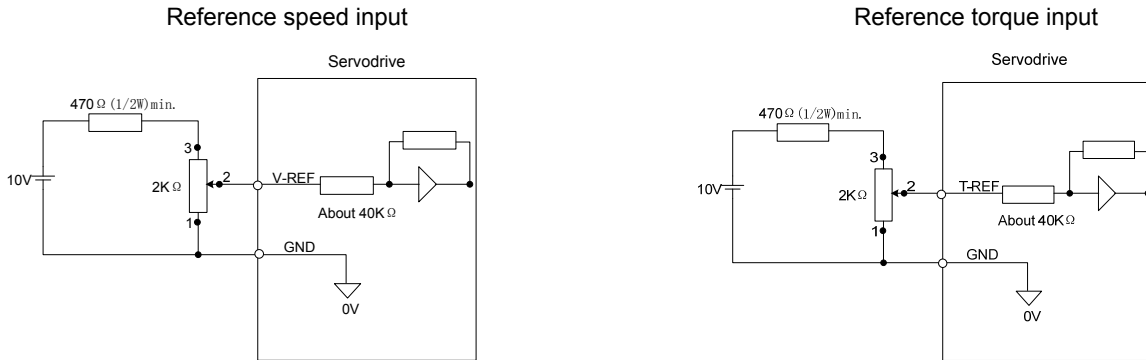 Reference speed input
Servodrive
470Ω(1/2W)min.
3
10V
2KΩ
2
V-REF
About 40KΩ
1
GND
0V
Reference torque input
Servodrive
470Ω(1/2W)min.
3
10V
2KΩ
2
T-REF
About 40KΩ
1
GND
0V